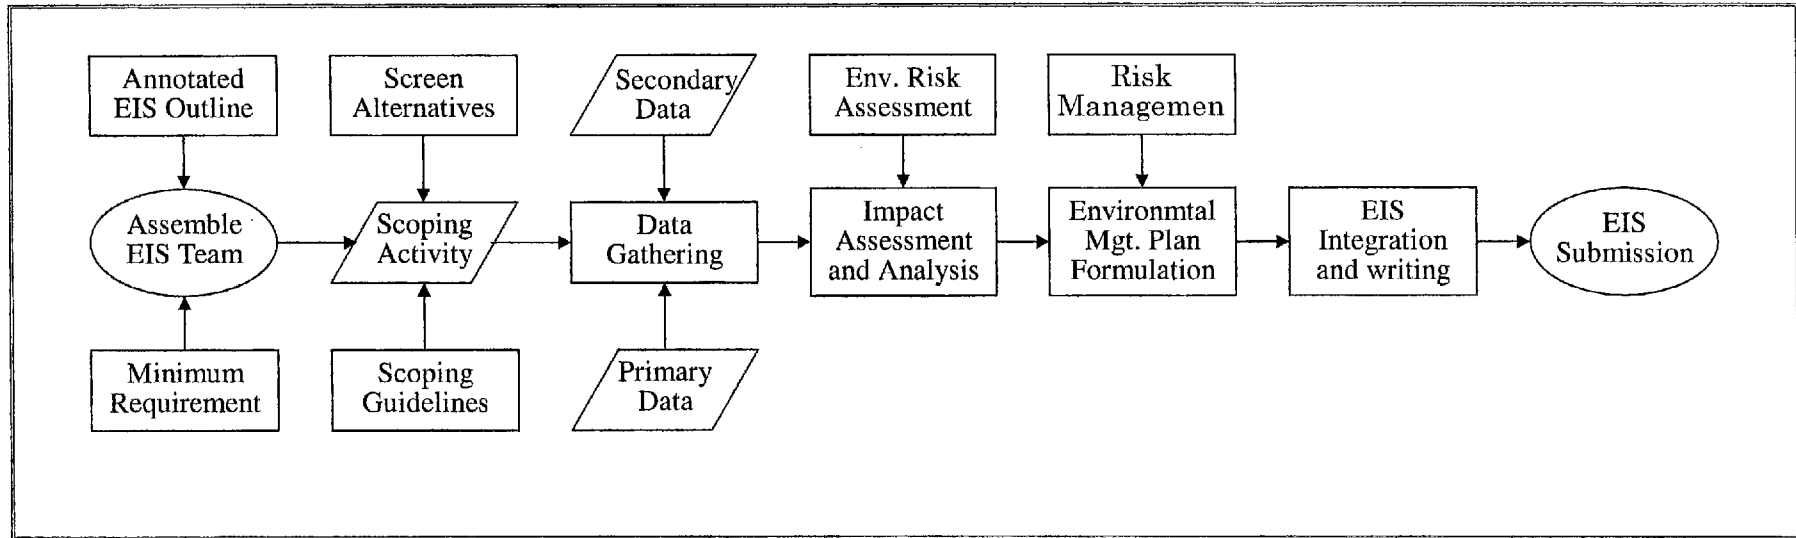 Annotated
EIS Outline
Screen
Alternatives
Secondary
Data
Env. Risk
Assessment
Risk
Managemen
Assemble
EIS Team
Scoping
Activity
Data
Gathering
Impact
Assessment
and Analysis
Environmtal
Mgt. Plan
Formulation
EIS
Integration
and writing
EIS
Submission
Minimum
Requirement
Scoping
Guidelines
Primary
Data